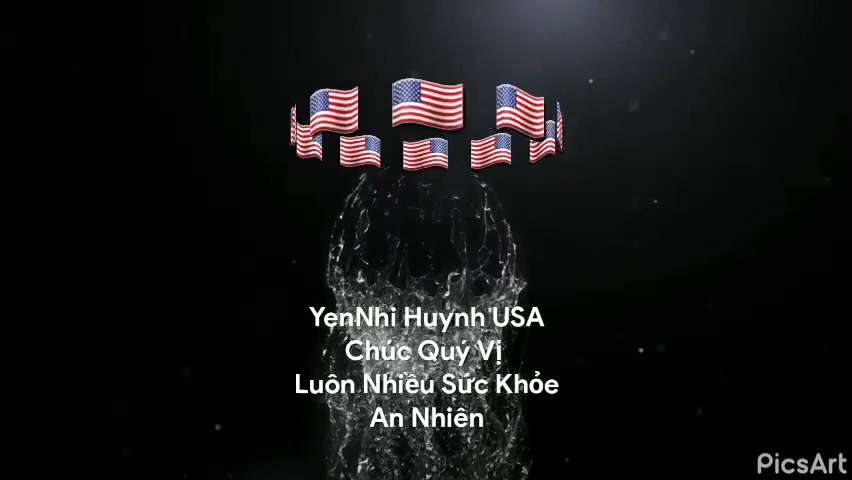 YenNhi Huynh USA
Chúc Quý Vị
Luôn Nhiều Sức Khỏe
An Nhiên
PicsArt